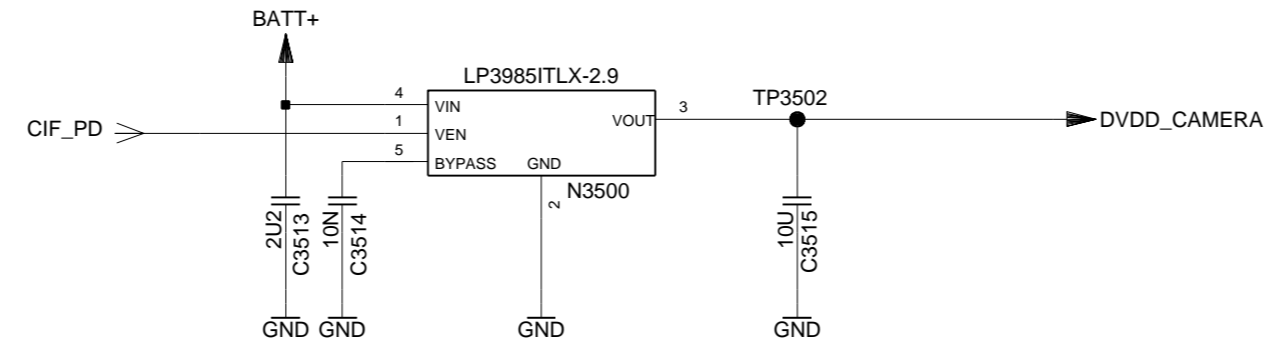 BATT+
LP3985ITLX-2.9
TP3502
4
VIN
3
CIF_PD
1
VEN
VOUT
DVDD_CAMERA
5
BYPASS
GND
N3500
2
2U2
C3513
10N
C3514
10U
C3515
GND
GND
GND
GND